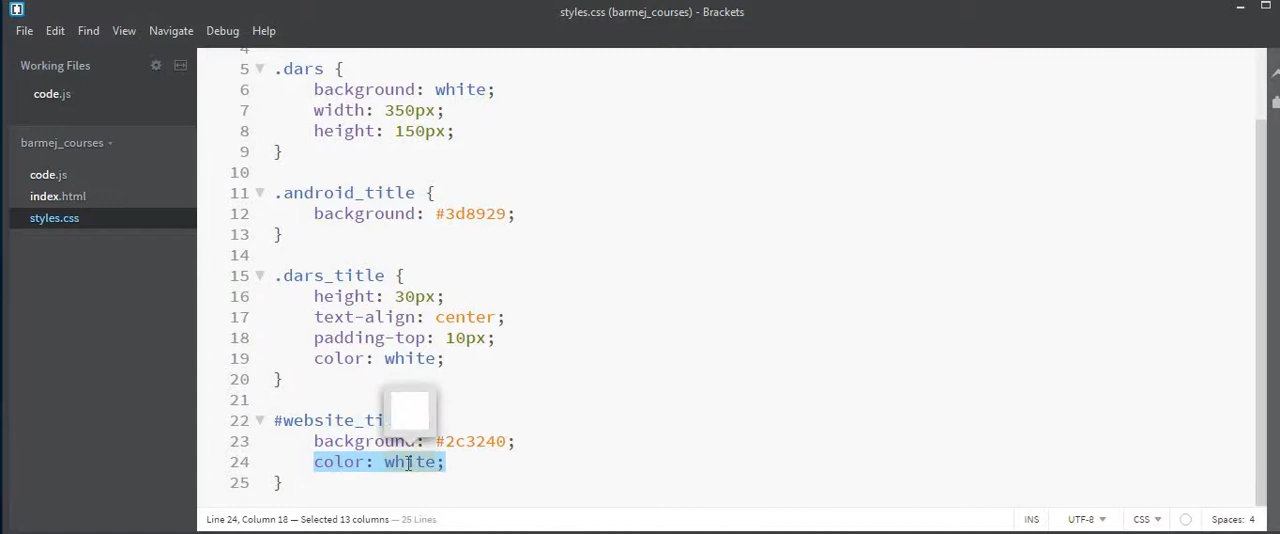 styles.css (barmej_courses) - Brackets
File Edit Find View Navigate Debug Help
Working Files
code.js
barmej_courses
code.js
index.html
styles.css
5 .dars {
6 background: white;
7 width: 350px;
8 height: 150px;
9 }
10
11 .android_title {
12 background: #3d8929;
13 }
14
15 .dars_title {
16 height: 30px;
17 text-align: center;
18 padding-top: 10px;
19 color: white;
20 }
21
22 #website_ti
23 background: #2c3240;
24 color: white;
25 }
Line 24, Column 18 — Selected 13 columns — 25 Lines
INS UTF-8 CSS Spaces: 4